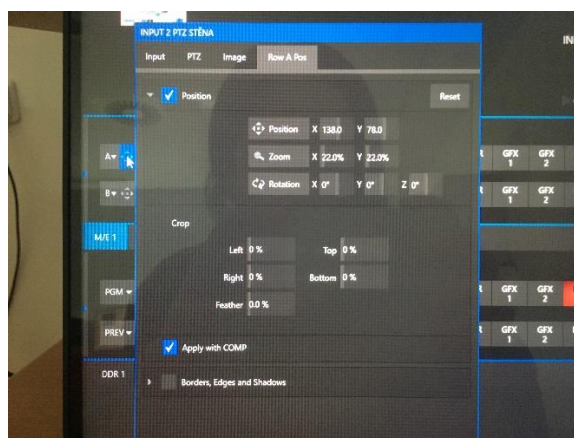 INPUT 2 PTZ STĚNA
Input PTZ Image Row A Pos
Position Reset
Position X 138.0 Y 78.0
Zoom X 22.0% Y 22.0%
Rotation X 0° Y 0° Z 0°
Crop
Left 0 % Top 0 %
Right 0 % Bottom 0 %
Feather 0.0 %
Apply with COMP
Borders, Edges and Shadows
IN
A
B
M/E 1
PGM
PREV
DDR 1
GFX 1 GFX 2
GFX 1 GFX 2
GFX 1 GFX 2
GFX 1 GFX 2